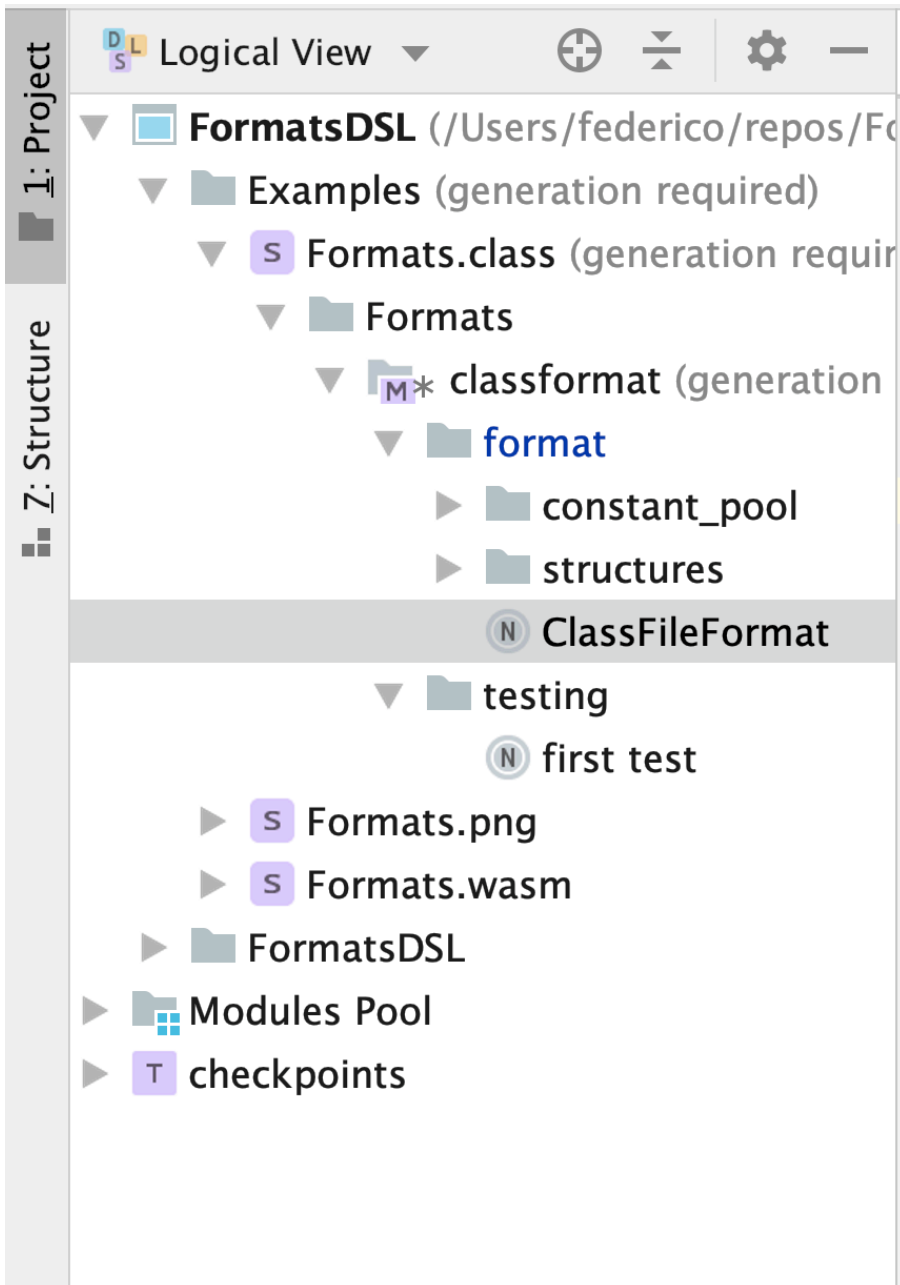 1: Project
7: Structure
DLS Logical View
FormatsDSL (/Users/federico/repos/Fo
Examples (generation required)
S Formats.class (generation requir
Formats
M* classformat (generation
format
constant_pool
structures
N ClassFileFormat
testing
N first test
S Formats.png
S Formats.wasm
FormatsDSL
Modules Pool
T checkpoints